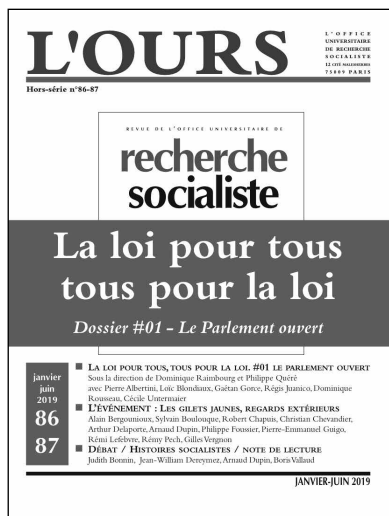 L'OURS
L'OFFICE
UNIVERSITAIRE
DE RECHERCHE
SOCIALISTE
12 CITÉ MALESHERBES
75009 PARIS
Hors-série n°86-87
REVUE DE L'OFFICE UNIVERSITAIRE DE
recherche
socialiste
La loi pour tous
tous pour la loi
Dossier #01 - Le Parlement ouvert
janvier
juin
2019
86
87
■ LA LOI POUR TOUS, TOUS POUR LA LOI. #01 LE PARLEMENT OUVERT
Sous la direction de Dominique Raimbourg et Philippe Quéré
avec Pierre Albertini, Loïc Blondiaux, Gaëtan Gorce, Régis Juanico, Dominique
Rousseau, Cécile Untermaier
■ L'ÉVÉNEMENT : LES GILETS JAUNES, REGARDS EXTÉRIEURS
Alain Bergounioux, Sylvain Boulouque, Robert Chapuis, Christian Chevandier,
Arthur Delaporte, Arnaud Dupin, Philippe Foussier, Pierre-Emmanuel Guigo,
Rémi Lefebvre, Rémy Pech, Gilles Vergnon
■ DÉBAT / HISTOIRES SOCIALISTES / NOTE DE LECTURE
Judith Bonnin, Jean-William Dereymez, Arnaud Dupin, Boris Vallaud
JANVIER-JUIN 2019